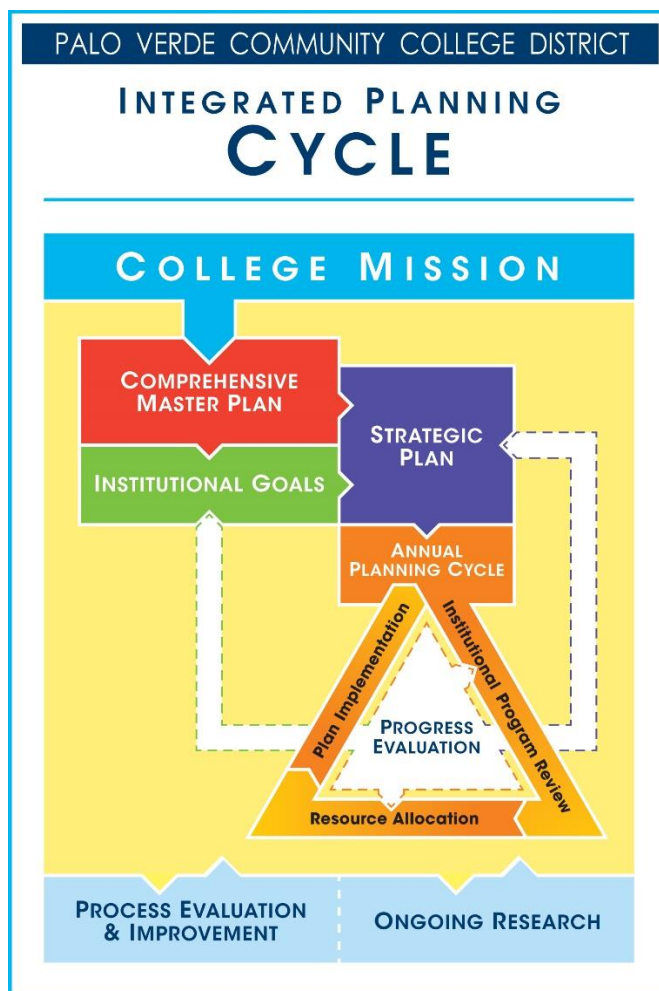 PALO VERDE COMMUNITY COLLEGE DISTRICT
INTEGRATED PLANNING
CYCLE
COLLEGE MISSION
COMPREHENSIVE
MASTER PLAN
STRATEGIC
PLAN
INSTITUTIONAL GOALS
ANNUAL
PLANNING CYCLE
Plan Implementation
Institutional Program Review
PROGRESS
EVALUATION
Resource Allocation
PROCESS EVALUATION
& IMPROVEMENT
ONGOING RESEARCH